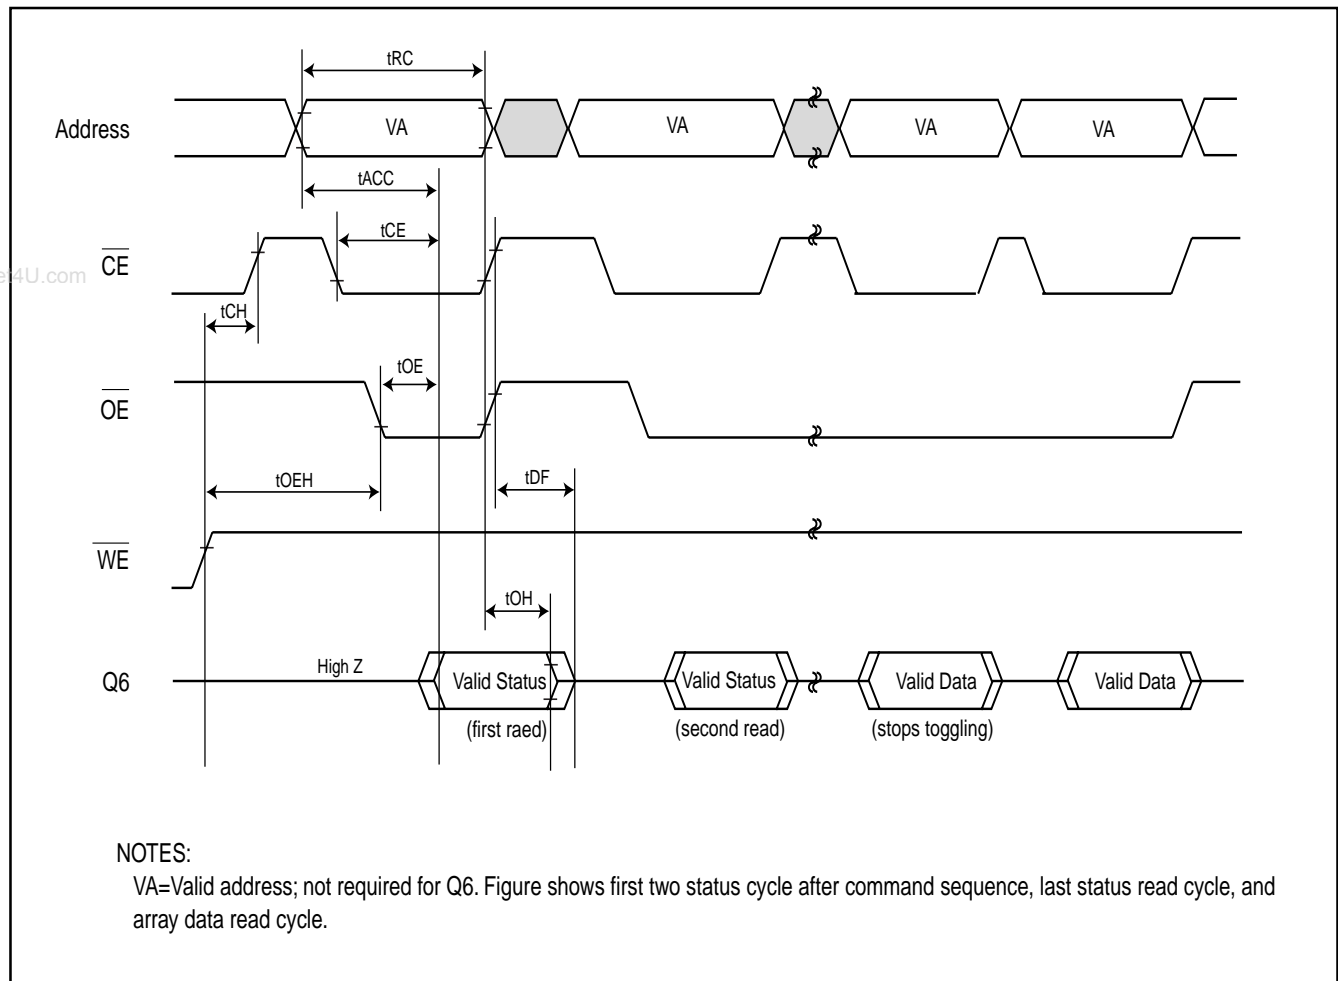 tRC
Address
VA
VA
VA
VA
tACC
tCE
CE
et4U.com
tCH
tOE
OE
tOEH
tDF
WE
tOH
High Z
Q6
Valid Status
Valid Status
Valid Data
Valid Data
(first raed)
(second read)
(stops toggling)
NOTES:
VA=Valid address; not required for Q6. Figure shows first two status cycle after command sequence, last status read cycle, and
array data read cycle.